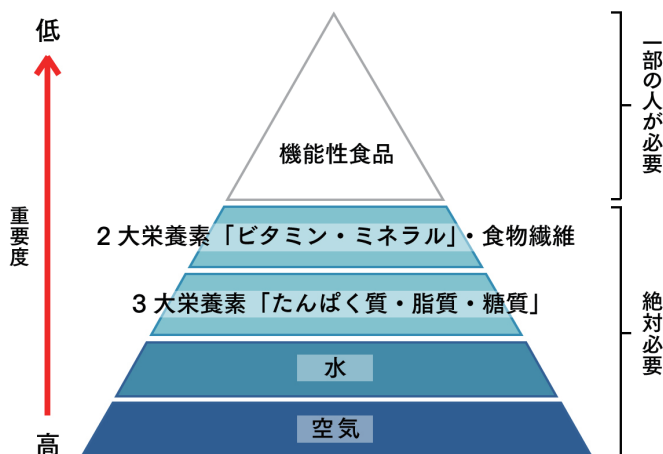 低
重要度
高
機能性食品
2大栄養素「ビタミン・ミネラル」・食物繊維
3大栄養素「たんぱく質・脂質・糖質」
水
空気
一部の人が必要
絶対必要